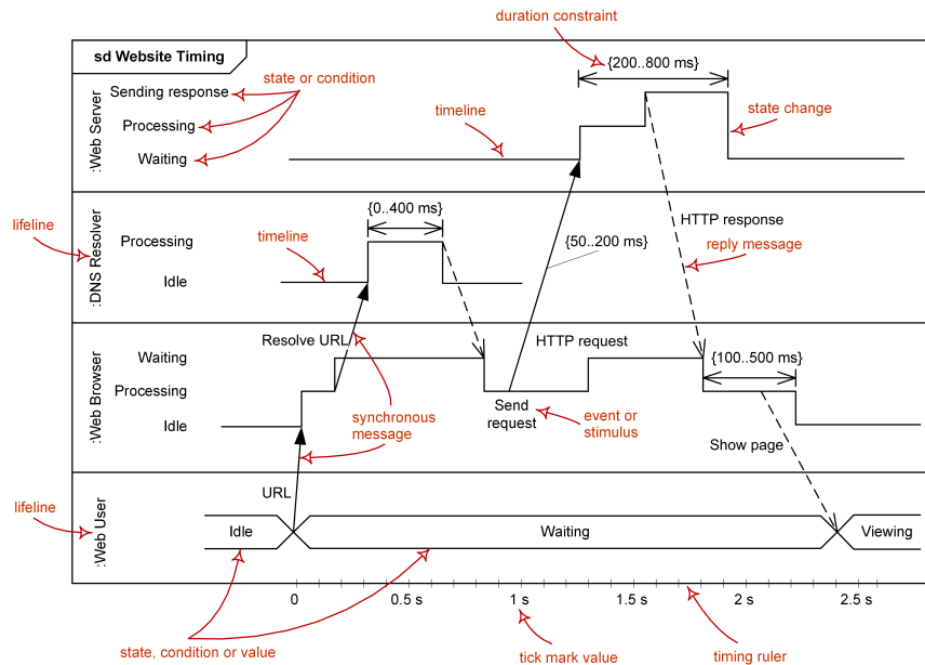 duration constraint
sd Website Timing
{200..800 ms}
state or condition
Sending response
:Web Server
Processing
timeline
state change
Waiting
lifeline
{0..400 ms}
HTTP response
:DNS Resolver
Processing
{50..200 ms}
reply message
timeline
Idle
Resolve URL
HTTP request
:Web Browser
Waiting
{100..500 ms}
Processing
Send
request
event or
stimulus
synchronous
message
Idle
Show page
URL
lifeline
:Web User
Idle
Waiting
Viewing
0
0.5 s
1 s
1.5 s
2 s
2.5 s
state, condition or value
tick mark value
timing ruler